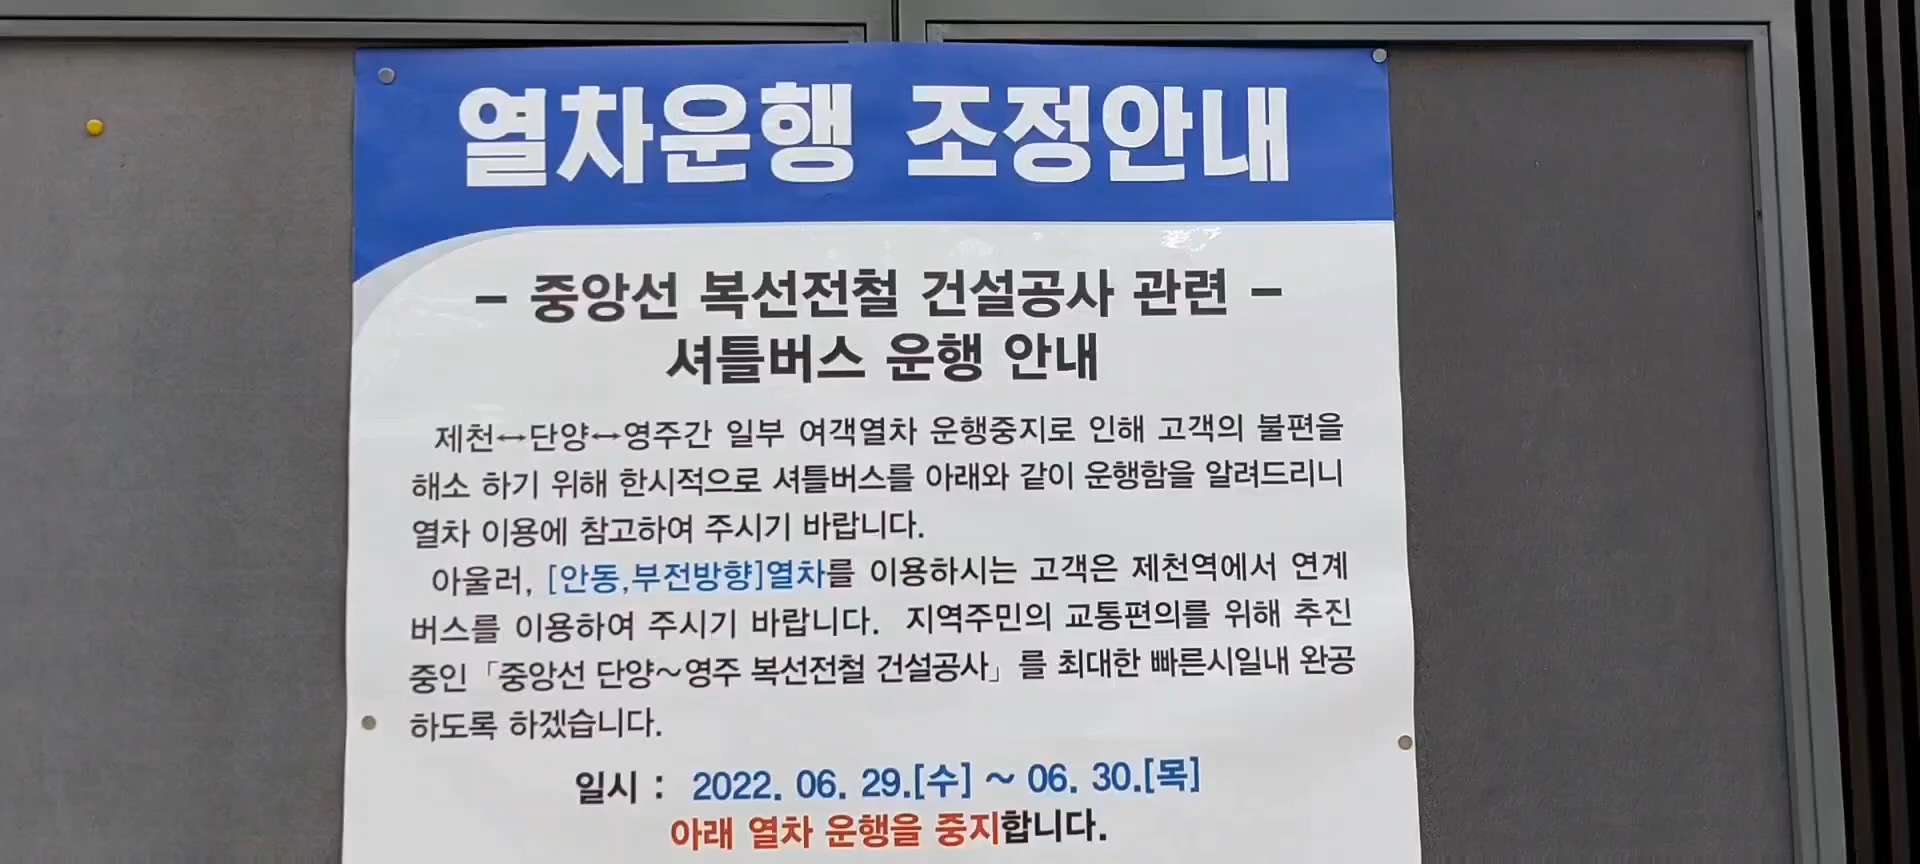 열차운행 조정안내
- 중앙선 복선전철 건설공사 관련 -
셔틀버스 운행 안내
제천↔단양↔영주간 일부 여객열차 운행중지로 인해 고객의 불편을
해소 하기 위해 한시적으로 셔틀버스를 아래와 같이 운행함을 알려드리니
열차 이용에 참고하여 주시기 바랍니다.
아울러, [안동,부전방향]열차를 이용하시는 고객은 제천역에서 연계
버스를 이용하여 주시기 바랍니다. 지역주민의 교통편의를 위해 추진
중인 「중앙선 단양~영주 복선전철 건설공사」를 최대한 빠른시일내 완공
하도록 하겠습니다.
일시 : 2022. 06. 29.[수] ~ 06. 30.[목]
아래 열차 운행을 중지합니다.